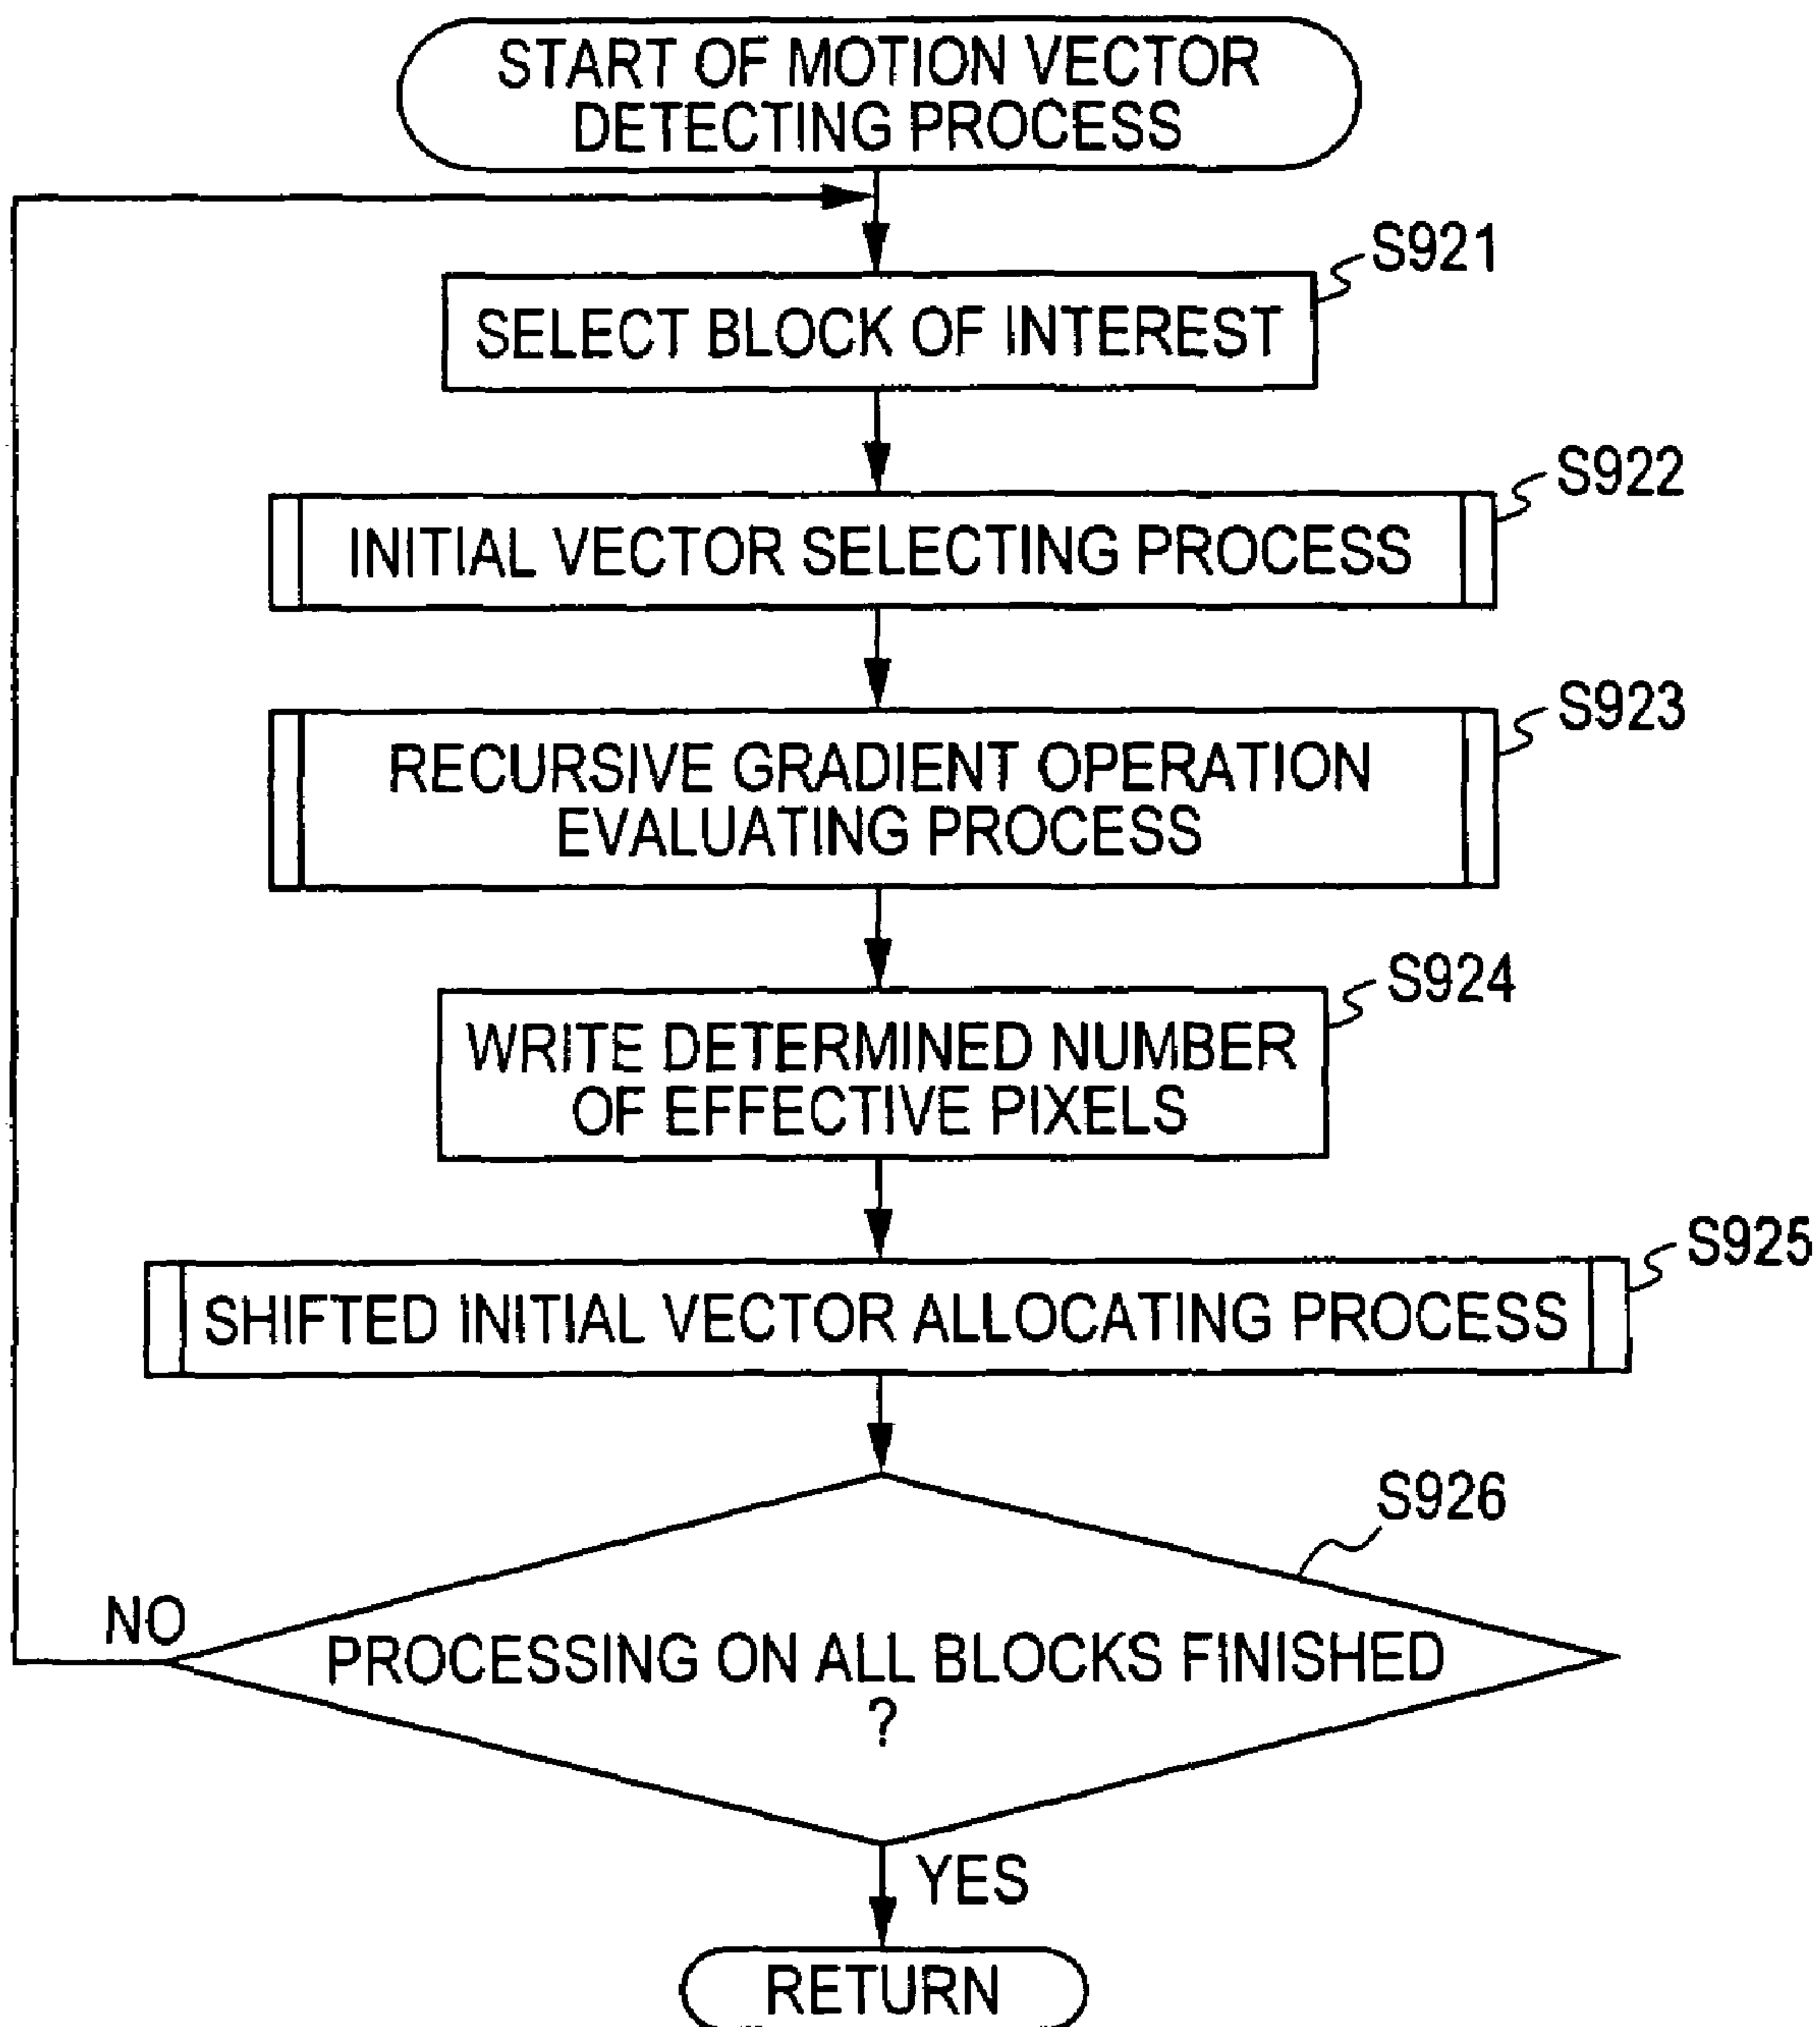 START OF MOTION VECTOR
DETECTING PROCESS
S921
SELECT BLOCK OF INTEREST
S922
INITIAL VECTOR SELECTING PROCESS
S923
RECURSIVE GRADIENT OPERATION
EVALUATING PROCESS
S924
WRITE DETERMINED NUMBER
OF EFFECTIVE PIXELS
S925
SHIFTED INITIAL VECTOR ALLOCATING PROCESS
S926
NO
PROCESSING ON ALL BLOCKS FINISHED
?
YES
RETURN